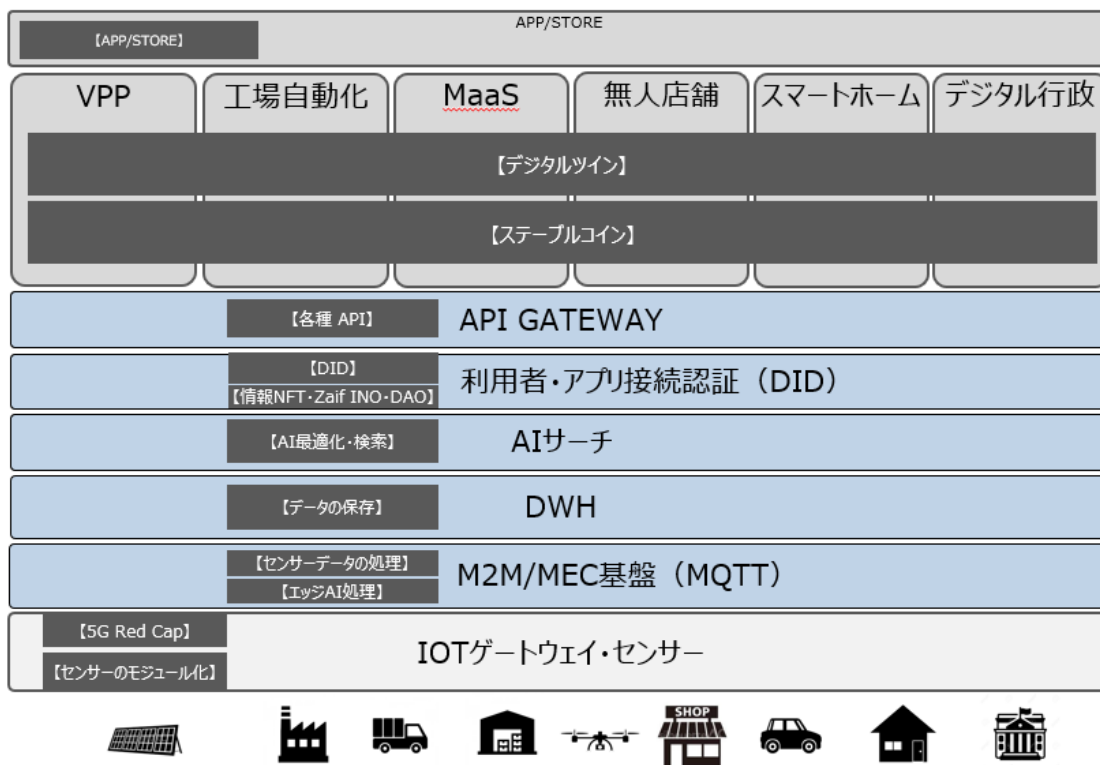 APP/STORE
【APP/STORE】
VPP
工場自動化
MaaS
無人店舗
スマートホーム
デジタル行政
【デジタルツイン】
【ステーブルコイン】
【各種 API】
API GATEWAY
【DID】
【情報NFT・Zaif INO・DAO】
利用者・アプリ接続認証（DID）
【AI最適化・検索】
AIサーチ
【データの保存】
DWH
【センサーデータの処理】
【エッジAI処理】
M2M/MEC基盤（MQTT）
【5G Red Cap】
【センサーのモジュール化】
IOTゲートウェイ・センサー
SHOP